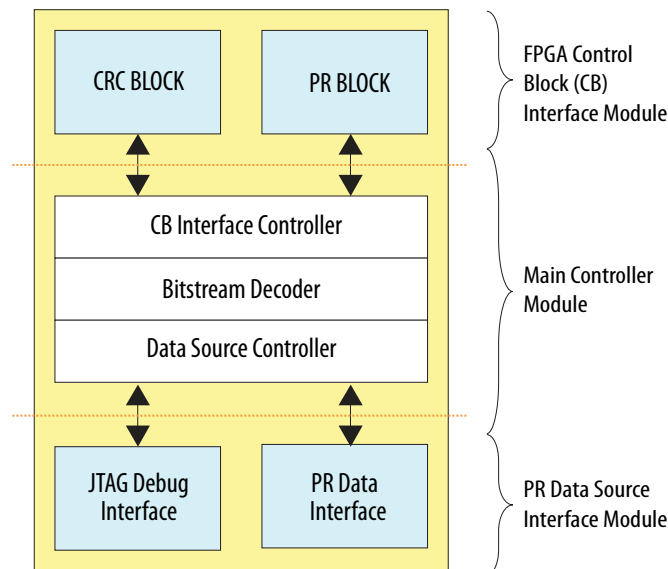 CRC BLOCK
PR BLOCK
FPGA Control
Block (CB)
Interface Module
CB Interface Controller
Bitstream Decoder
Data Source Controller
Main Controller
Module
JTAG Debug
Interface
PR Data
Interface
PR Data Source
Interface Module